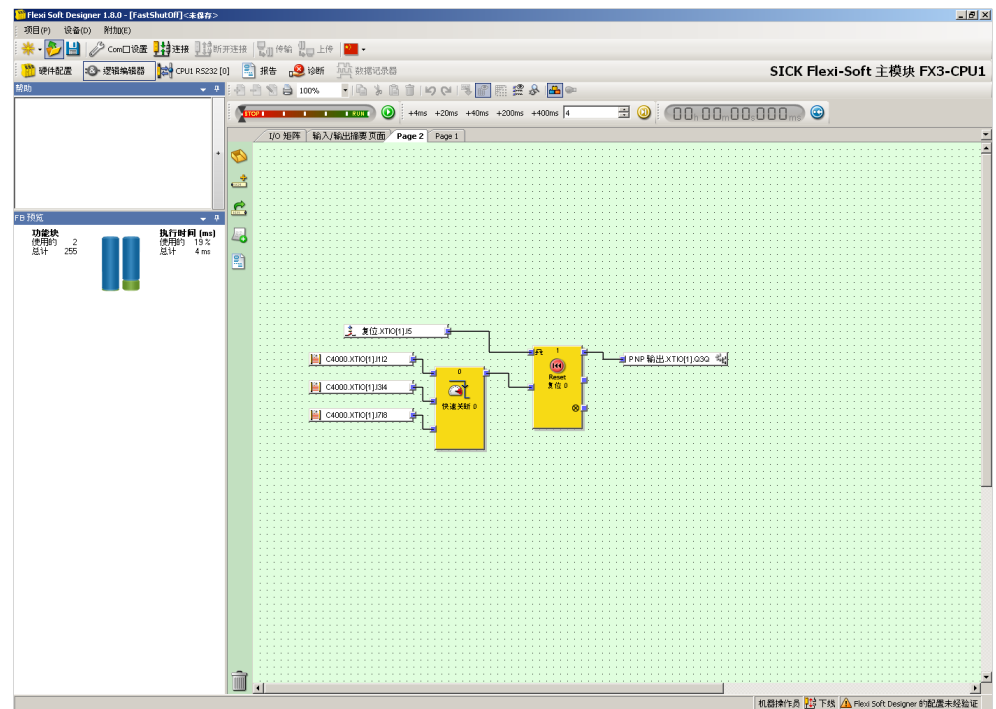 Flexi Soft Designer 1.8.0 - [FastShutOff]<未保存>
项目(P) 设备(D) 附加(E)
Com口设置 连接 断开连接 传输 上传
硬件配置 逻辑编辑器 CPU1 RS232 [0] 报告 诊断 数据记录器 SICK Flexi-Soft 主模块 FX3-CPU1
帮助 100%
STOP RUN +4ms +20ms +40ms +200ms +400ms 4 00h 00m00s000ms
I/O 矩阵 输入/输出摘要 页面 Page 2 Page 1
FB 预览
功能块 执行时间 (ms)
使用的 2 使用的 19 %
总计 255 总计 4 ms
复位.XTIO[1].I5
C4000.XTIO[1].I1I2 1 PNP 输出.XTIO[1].Q3Q
0 Reset
C4000.XTIO[1].I3I4 复位 0
快速关断 0
C4000.XTIO[1].I7I8
机器操作员 下线 Flexi Soft Designer 的配置未经验证